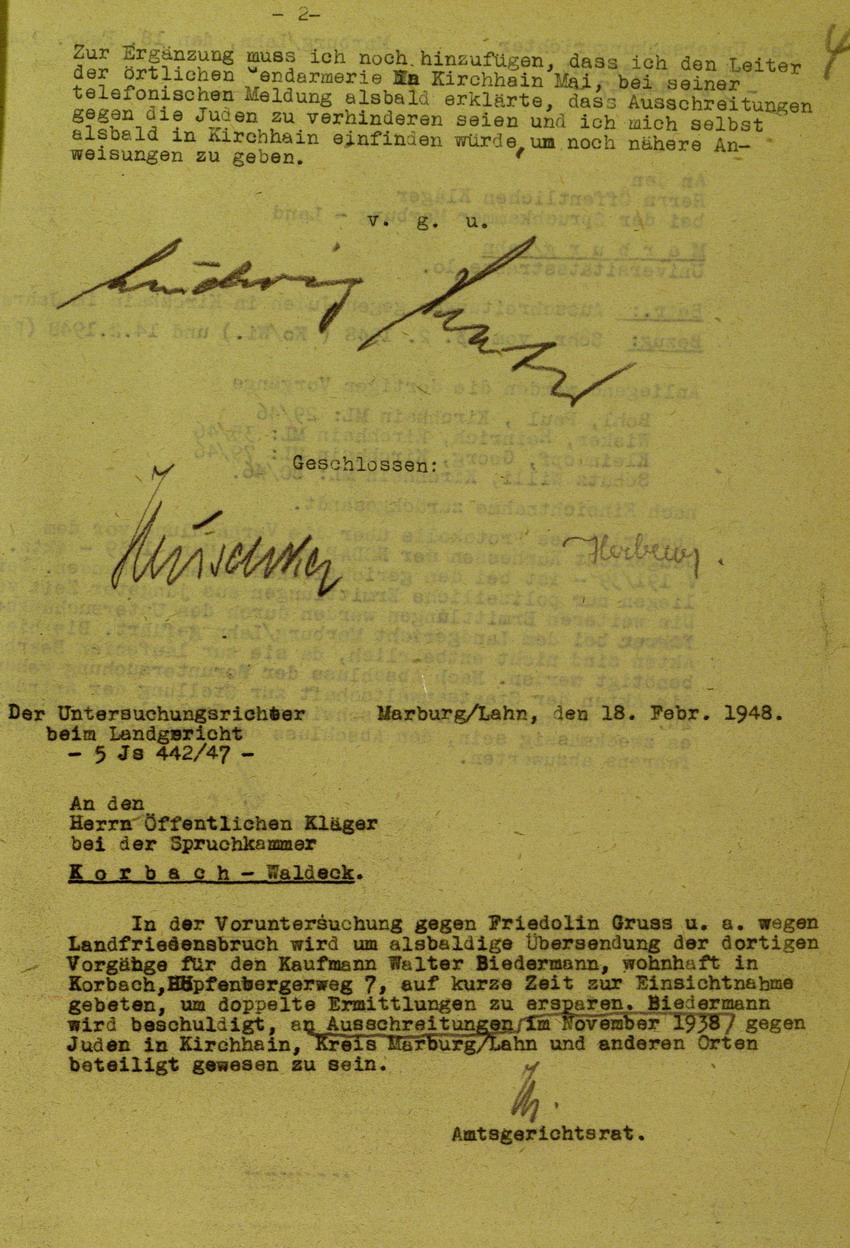 - 2-
4
Zur Ergänzung muss ich noch hinzufügen, dass ich den Leiter
der örtlichen endarmerie in Kirchhain Mai, bei seiner
telefonischen Meldung alsbald erklärte, dass Ausschreitungen
gegen die Juden zu verhinderen seien und ich mich selbst
alsbald in Kirchhain einfinden würde, um noch nähere An-
weisungen zu geben.
v. g. u.
Ludwig
Geschlossen:
Der Untersuchungsrichter
beim Landgericht
- 5 Js 442/47 -
Marburg/Lahn, den 18. Febr. 1948.
An den
Herrn Öffentlichen Kläger
bei der Spruchkammer
K o r b a c h - Waldeck.
In der Voruntersuchung gegen Friedolin Gruss u. a. wegen
Landfriedensbruch wird um alsbaldige Übersendung der dortigen
Vorgähge für den Kaufmann Walter Biedermann, wohnhaft in
Korbach, Hüpfenbergerweg 7, auf kurze Zeit zur Einsichtnahme
gebeten, um doppelte Ermittlungen zu ersparen. Biedermann
wird beschuldigt, an Ausschreitungen/im November 1938/ gegen
Juden in Kirchhain, Kreis Marburg/Lahn und anderen Orten
beteiligt gewesen zu sein.
Amtsgerichtsrat.